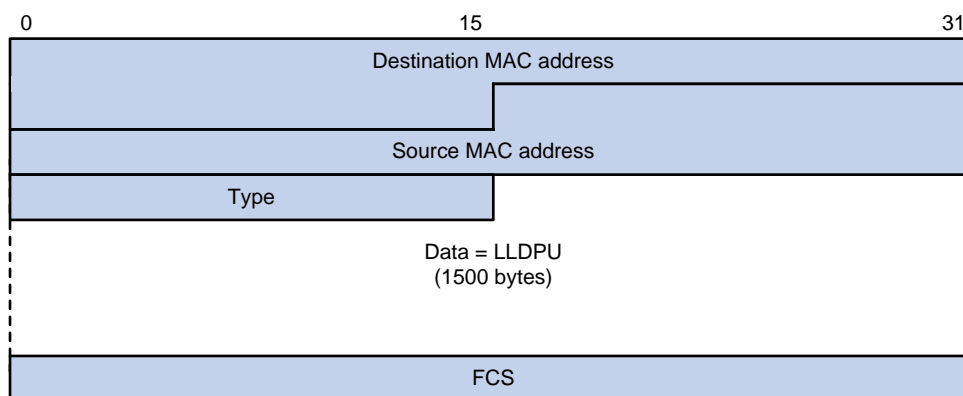 0 15 31
Destination MAC address
Source MAC address
Type
Data = LLDPU
(1500 bytes)
FCS